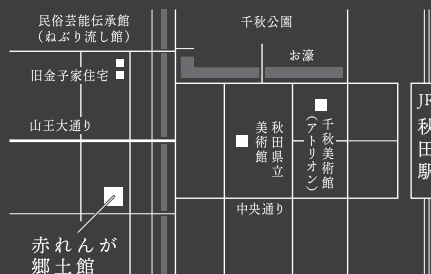 民俗芸能伝承館
（ねぶり流し館）
旧金子家住宅
山王大通り
赤れんが
郷土館
千秋公園
お濠
秋田県立
美術館
千秋美術館
（アトリオン）
中央通り
JR
秋田駅